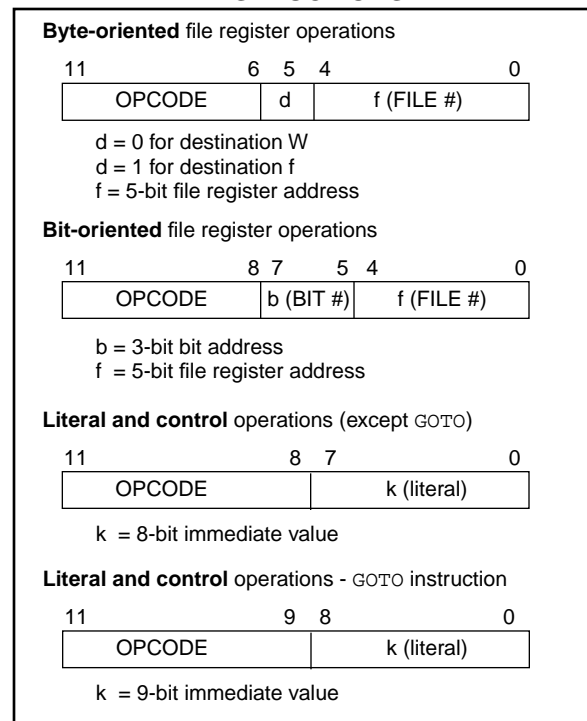 Byte-oriented file register operations
11 6 5 4 0
OPCODE d f (FILE #)
d = 0 for destination W
d = 1 for destination f
f = 5-bit file register address
Bit-oriented file register operations
11 8 7 5 4 0
OPCODE b (BIT #) f (FILE #)
b = 3-bit bit address
f = 5-bit file register address
Literal and control operations (except GOTO)
11 8 7 0
OPCODE k (literal)
k = 8-bit immediate value
Literal and control operations - GOTO instruction
11 9 8 0
OPCODE k (literal)
k = 9-bit immediate value